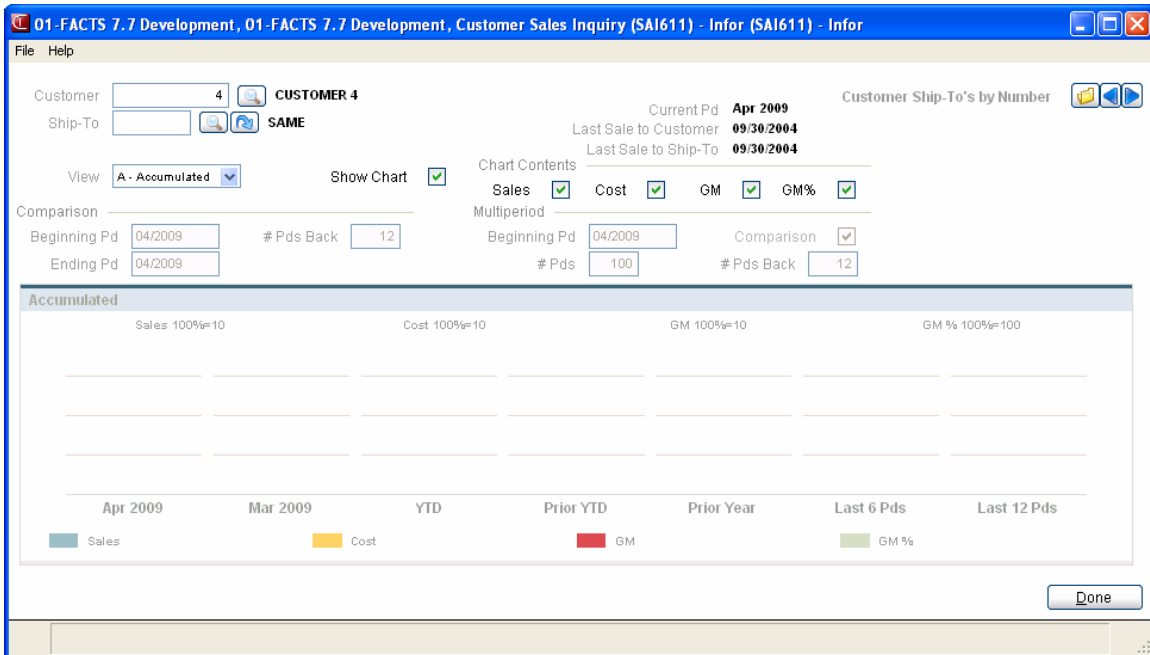 01-FACTS 7.7 Development, 01-FACTS 7.7 Development, Customer Sales Inquiry (SAI611) - Infor (SAI611) - Infor
File Help
Customer 4 CUSTOMER 4
Customer Ship-To's by Number
Ship-To SAME
Current Pd Apr 2009
Last Sale to Customer 09/30/2004
Last Sale to Ship-To 09/30/2004
View A - Accumulated Show Chart
Chart Contents
Sales Cost GM GM%
Comparison
Beginning Pd 04/2009 # Pds Back 12
Ending Pd 04/2009
Multiperiod
Beginning Pd 04/2009 Comparison
# Pds 100 # Pds Back 12
Accumulated
Sales 100%=10 Cost 100%=10 GM 100%=10 GM % 100%=100
Apr 2009 Mar 2009 YTD Prior YTD Prior Year Last 6 Pds Last 12 Pds
Sales Cost GM GM %
Done